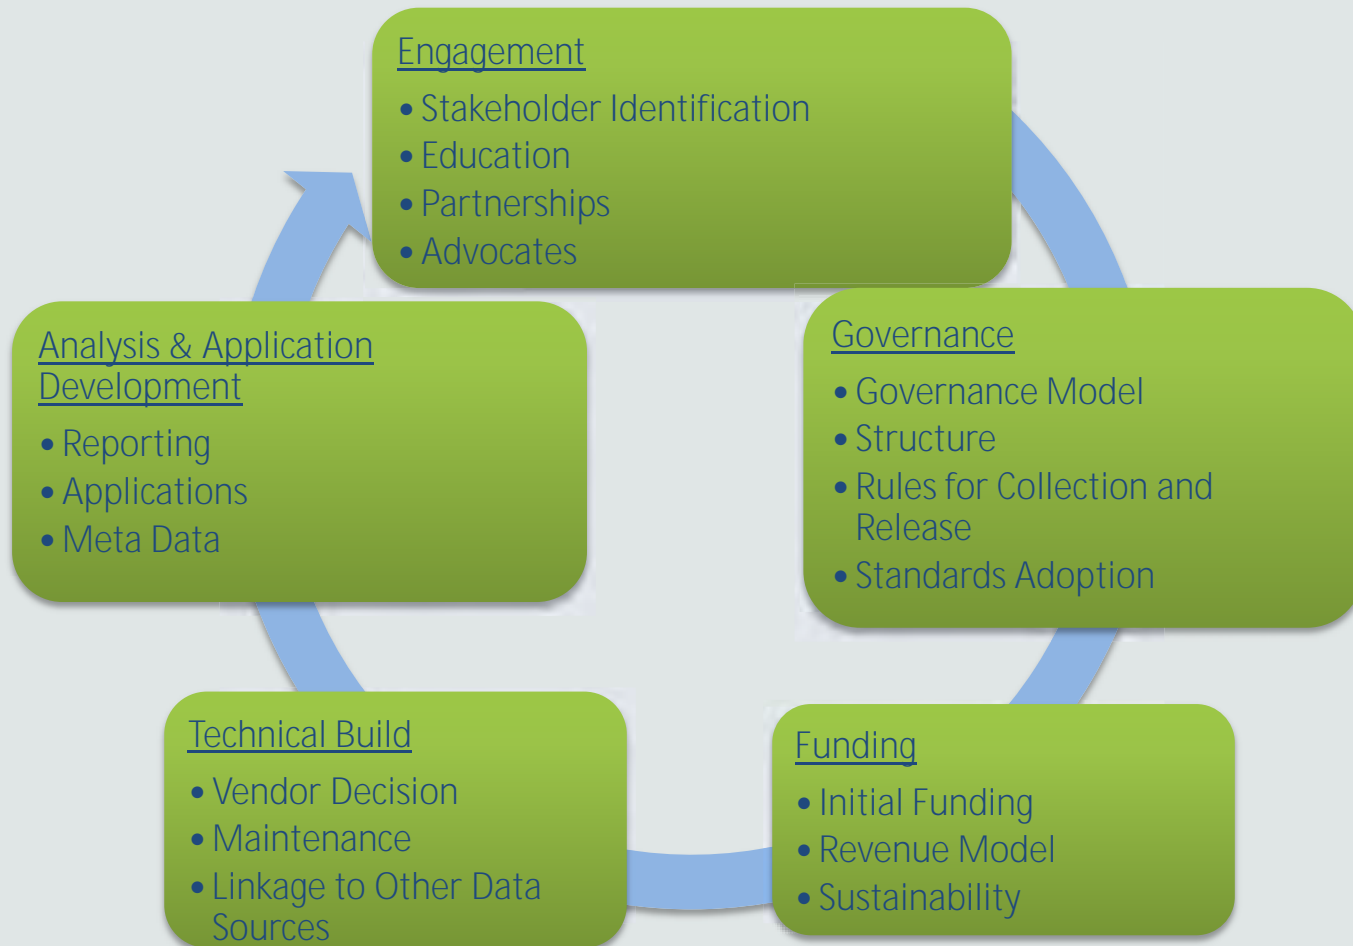 Engagement
• Stakeholder Identification
• Education
• Partnerships
• Advocates
Governance
• Governance Model
• Structure
• Rules for Collection and
Release
• Standards Adoption
Funding
• Initial Funding
• Revenue Model
• Sustainability
Technical Build
• Vendor Decision
• Maintenance
• Linkage to Other Data
Sources
Analysis & Application
Development
• Reporting
• Applications
• Meta Data